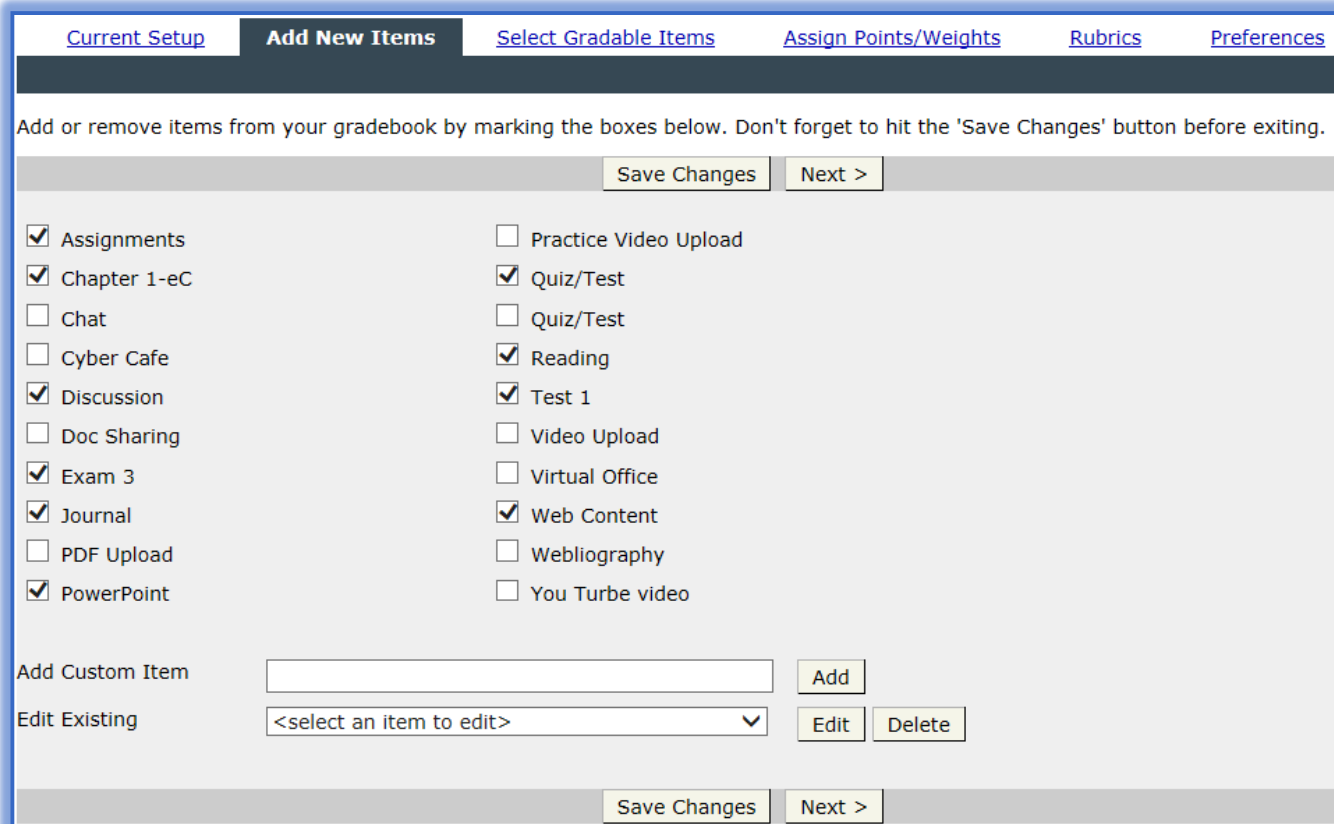 Current Setup Add New Items Select Gradable Items Assign Points/Weights Rubrics Preferences
Add or remove items from your gradebook by marking the boxes below. Don't forget to hit the 'Save Changes' button before exiting.
Save Changes Next >
Assignments Practice Video Upload
Chapter 1-eC Quiz/Test
Chat Quiz/Test
Cyber Cafe Reading
Discussion Test 1
Doc Sharing Video Upload
Exam 3 Virtual Office
Journal Web Content
PDF Upload Webliography
PowerPoint You Turbe video
Add Custom Item Add
Edit Existing <select an item to edit> Edit Delete
Save Changes Next >